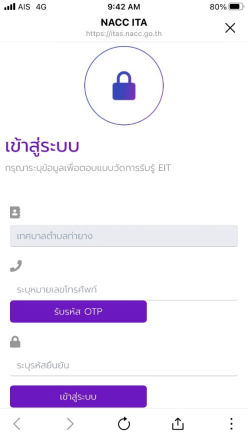 AIS 4G 9:42 AM 80%
NACC ITA
https://itas.nacc.go.th
เข้าสู่ระบบ
กรุณาระบุข้อมูลเพื่อตอบแบบวัดการรับรู้ EIT
เทศบาลตำบลท่ายาง
ระบุหมายเลขโทรศัพท์
รับรหัส OTP
ระบุรหัสยืนยัน
เข้าสู่ระบบ